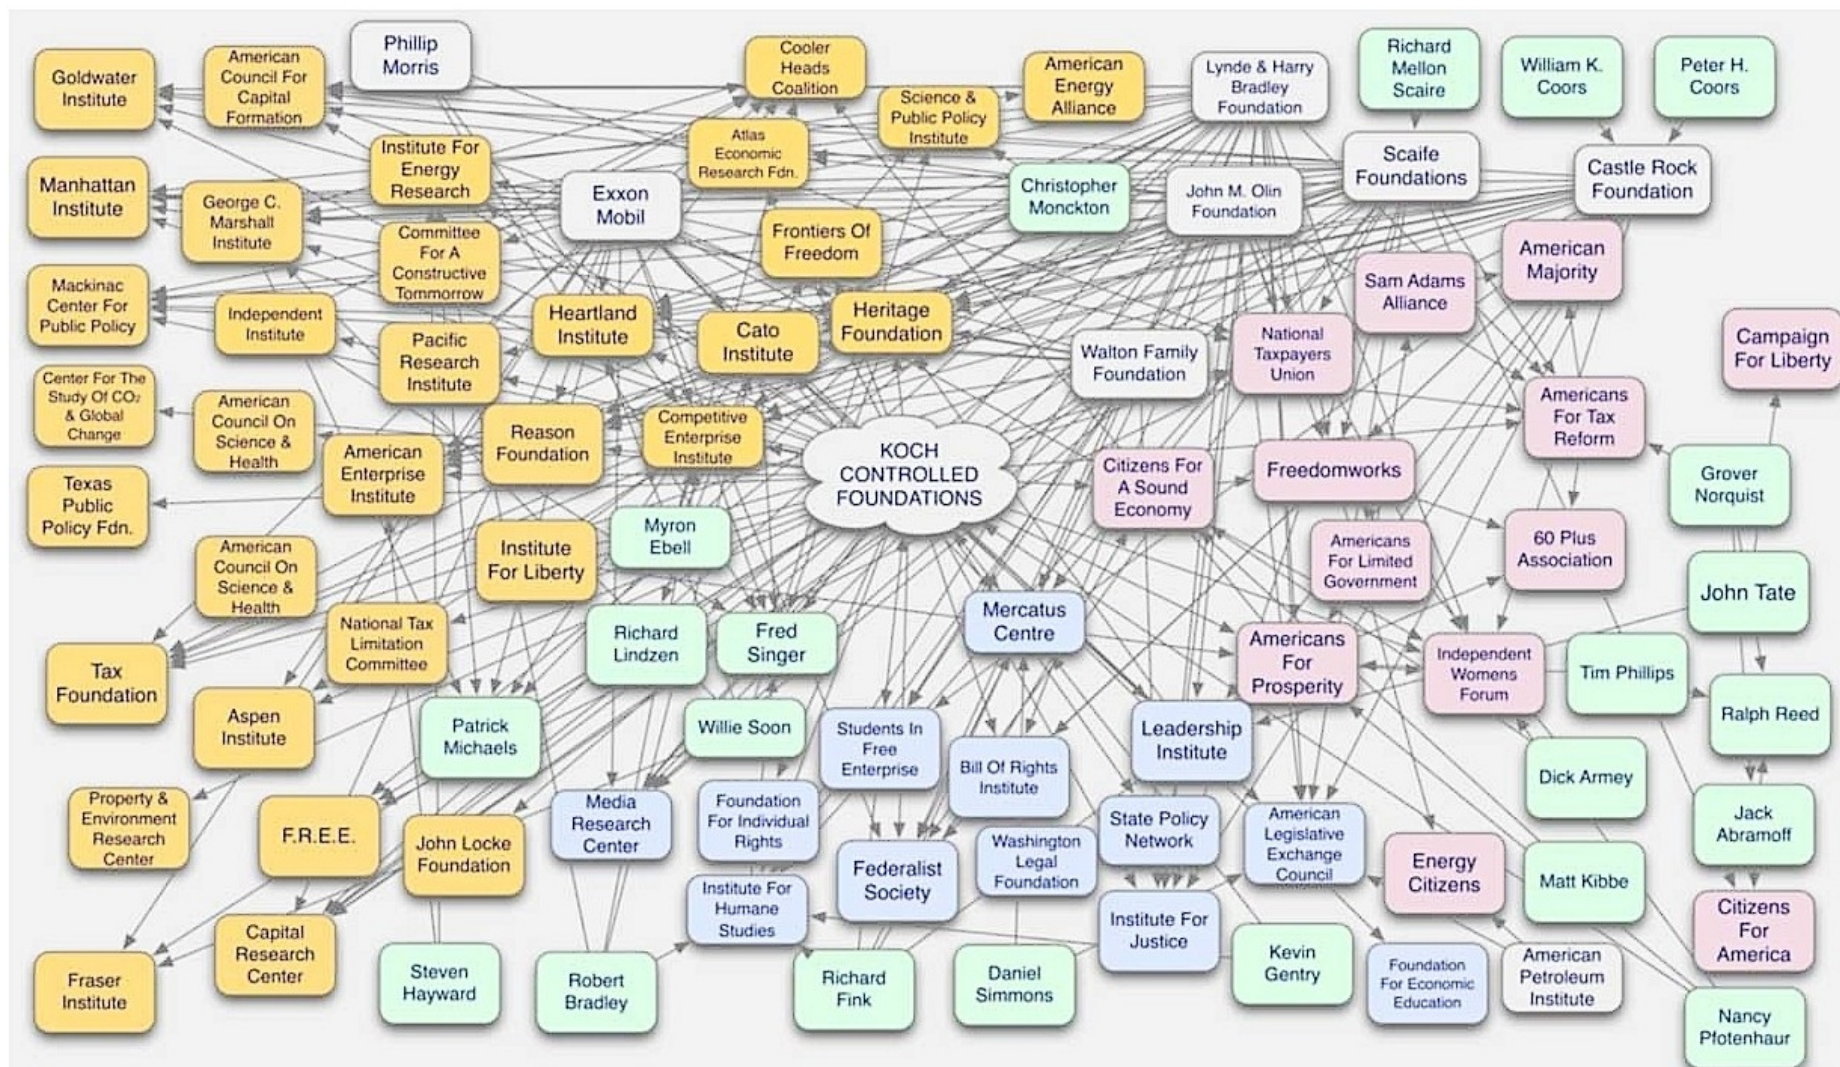 Phillip
Morris
Goldwater
Institute
American
Council For
Capital
Formation
Cooler
Heads
Coalition
American
Energy
Alliance
Science &
Public Policy
Institute
Lynde & Harry
Bradley
Foundation
Richard
Mellon
Scaire
William K.
Coors
Peter H.
Coors
Manhattan
Institute
George C.
Marshall
Institute
Institute For
Energy
Research
Atlas
Economic
Research Fdn.
Exxon
Mobil
Christopher
Monckton
John M. Olin
Foundation
Scaife
Foundations
Castle Rock
Foundation
Committee
For A
Constructive
Tommorrow
Frontiers Of
Freedom
Sam Adams
Alliance
American
Majority
Mackinac
Center For
Public Policy
Independent
Institute
Pacific
Research
Institute
Heartland
Institute
Cato
Institute
Heritage
Foundation
Walton Family
Foundation
National
Taxpayers
Union
Campaign
For Liberty
Center For The
Study Of CO₂
& Global
Change
American
Council On
Science &
Health
American
Enterprise
Institute
Reason
Foundation
Competitive
Enterprise
Institute
KOCH
CONTROLLED
FOUNDATIONS
Citizens For
A Sound
Economy
Freedomworks
Americans
For Tax
Reform
Grover
Norquist
Texas
Public
Policy Fdn.
American
Council On
Science &
Health
Institute
For Liberty
Myron
Ebell
Americans
For Limited
Government
60 Plus
Association
John Tate
Tax
Foundation
National Tax
Limitation
Committee
Richard
Lindzen
Fred
Singer
Mercatus
Centre
Americans
For
Prosperity
Independent
Womens
Forum
Tim Phillips
Ralph Reed
Aspen
Institute
Patrick
Michaels
Willie Soon
Students In
Free
Enterprise
Bill Of Rights
Institute
Leadership
Institute
Dick Armey
Property &
Environment
Research
Center
F.R.E.E.
John Locke
Foundation
Media
Research
Center
Foundation
For Individual
Rights
Federalist
Society
Washington
Legal
Foundation
State Policy
Network
American
Legislative
Exchange
Council
Energy
Citizens
Matt Kibbe
Jack
Abramoff
Fraser
Institute
Capital
Research
Center
Steven
Hayward
Robert
Bradley
Institute For
Humane
Studies
Richard
Fink
Daniel
Simmons
Institute For
Justice
Kevin
Gentry
Foundation
For Economic
Education
American
Petroleum
Institute
Citizens
For
America
Nancy
Pfotenhaur